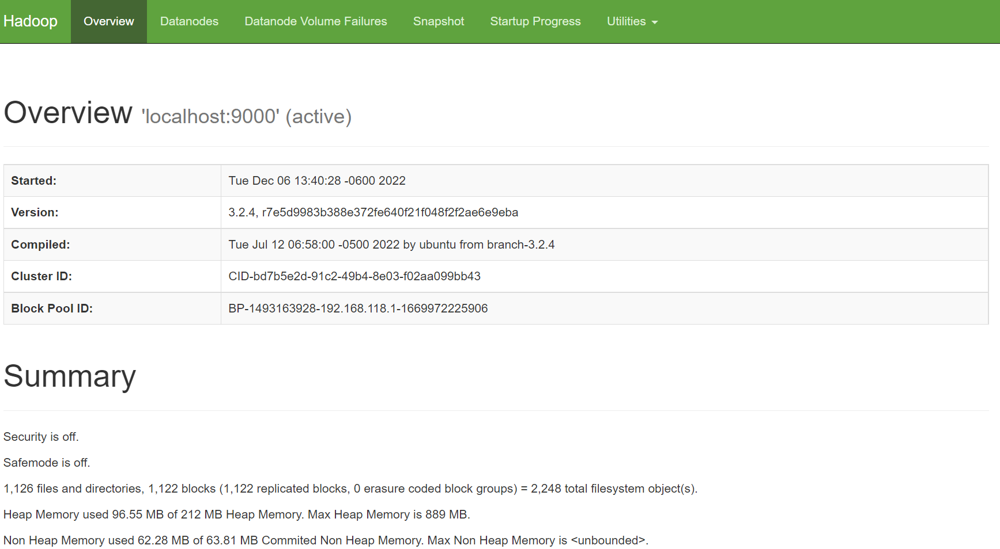 Hadoop Overview Datanodes Datanode Volume Failures Snapshot Startup Progress Utilities
Overview 'localhost:9000' (active)
Started: Tue Dec 06 13:40:28 -0600 2022
Version: 3.2.4, r7e5d9983b388e372fe640f21f048f2f2ae6e9eba
Compiled: Tue Jul 12 06:58:00 -0500 2022 by ubuntu from branch-3.2.4
Cluster ID: CID-bd7b5e2d-91c2-49b4-8e03-f02aa099bb43
Block Pool ID: BP-1493163928-192.168.118.1-1669972225906
Summary
Security is off.
Safemode is off.
1,126 files and directories, 1,122 blocks (1,122 replicated blocks, 0 erasure coded block groups) = 2,248 total filesystem object(s).
Heap Memory used 96.55 MB of 212 MB Heap Memory. Max Heap Memory is 889 MB.
Non Heap Memory used 62.28 MB of 63.81 MB Commited Non Heap Memory. Max Non Heap Memory is <unbounded>.